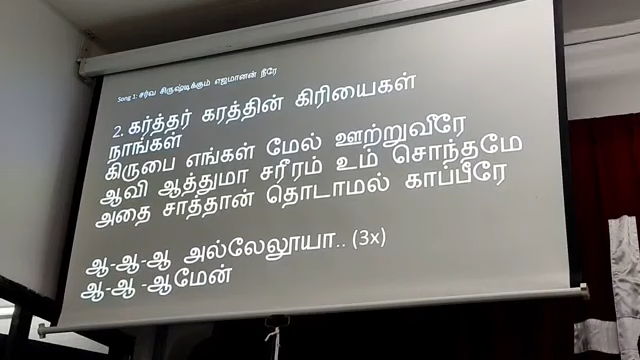 Song 1: சர்வ சிருஷ்டிக்கும் எஜமானன் நீரே
2. கர்த்தர் கரத்தின் கிரியைகள்
நாங்கள்
கிருபை எங்கள் மேல் ஊற்றுவீரே
ஆவி ஆத்துமா சரீரம் உம் சொந்தமே
அதை சாத்தான் தொடாமல் காப்பீரே
ஆ-ஆ-ஆ அல்லேலூயா.. (3x)
ஆ-ஆ -ஆமேன்